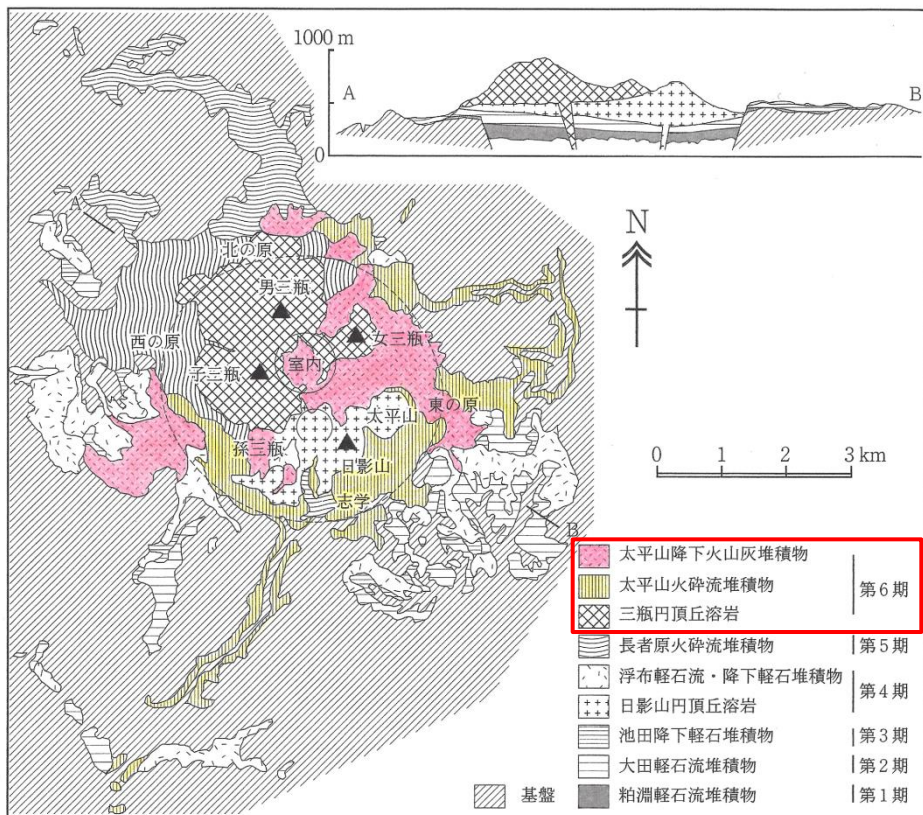 1000 m
A
B
0
N
A
北の原
男三瓶
西の原
女三瓶
室内
子三瓶
東の原
太平山
孫三瓶
日影山
志学
B
0 1 2 3 km
太平山降下火山灰堆積物
太平山火砕流堆積物
第6期
三瓶円頂丘溶岩
長者原火砕流堆積物 第5期
浮布軽石流・降下軽石堆積物
第4期
日影山円頂丘溶岩
池田降下軽石堆積物 第3期
大田軽石流堆積物 第2期
基盤 粕淵軽石流堆積物 第1期